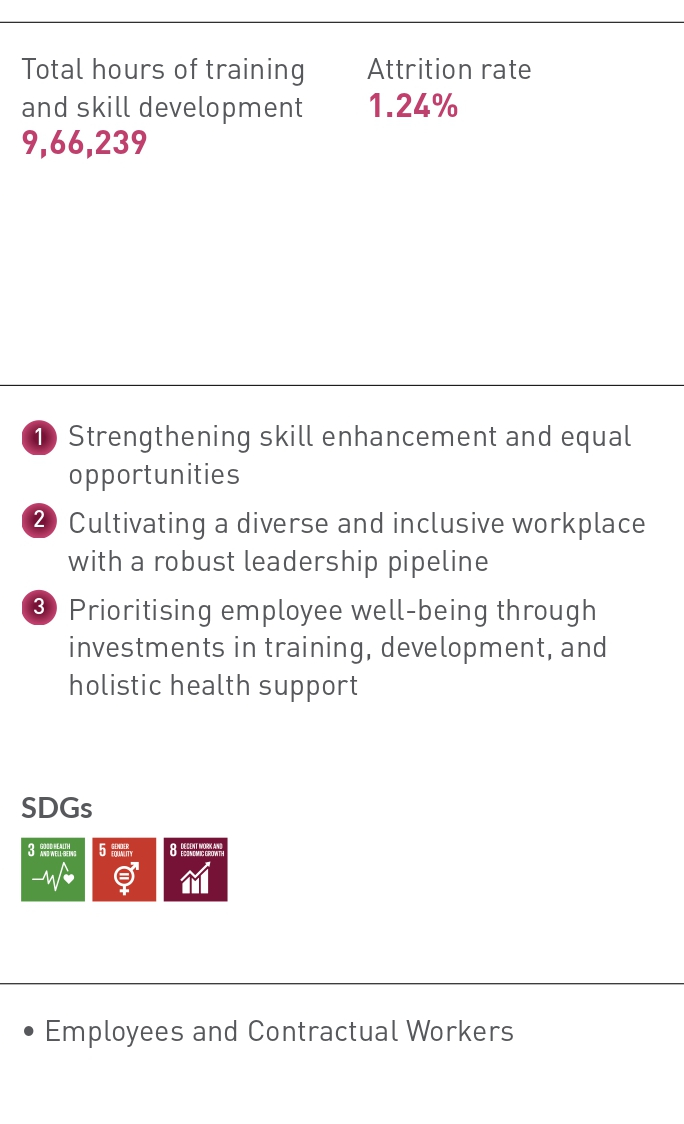 Total hours of training
and skill development
9,66,239
Attrition rate
1.24%
1 Strengthening skill enhancement and equal
opportunities
2 Cultivating a diverse and inclusive workplace
with a robust leadership pipeline
3 Prioritising employee well-being through
investments in training, development, and
holistic health support
SDGs
3 GOOD HEALTH
AND WELL-BEING
5 GENDER
EQUALITY
8 DECENT WORK AND
ECONOMIC GROWTH
• Employees and Contractual Workers